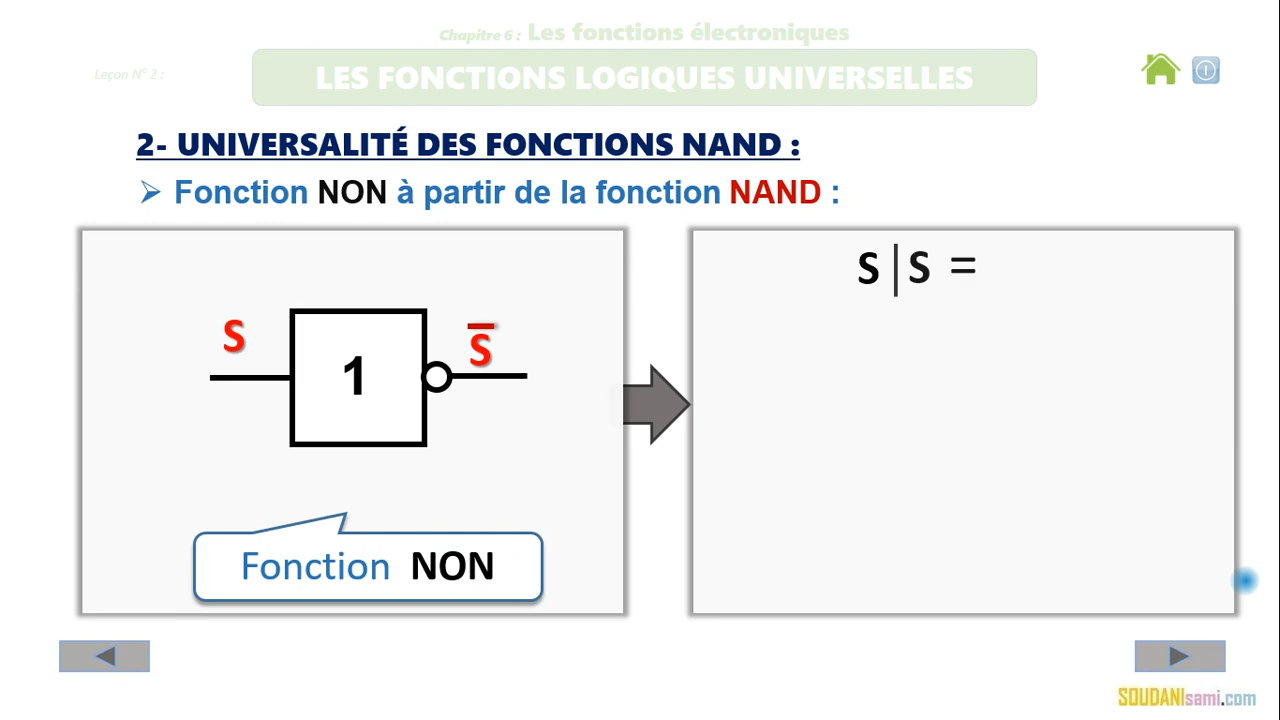 Chapitre 6 : Les fonctions électroniques
Leçon N° 2 :
LES FONCTIONS LOGIQUES UNIVERSELLES
2- UNIVERSALITÉ DES FONCTIONS NAND :
Fonction NON à partir de la fonction NAND :
S
1
S̅
Fonction NON
S | S =
SOUDANIsami.com